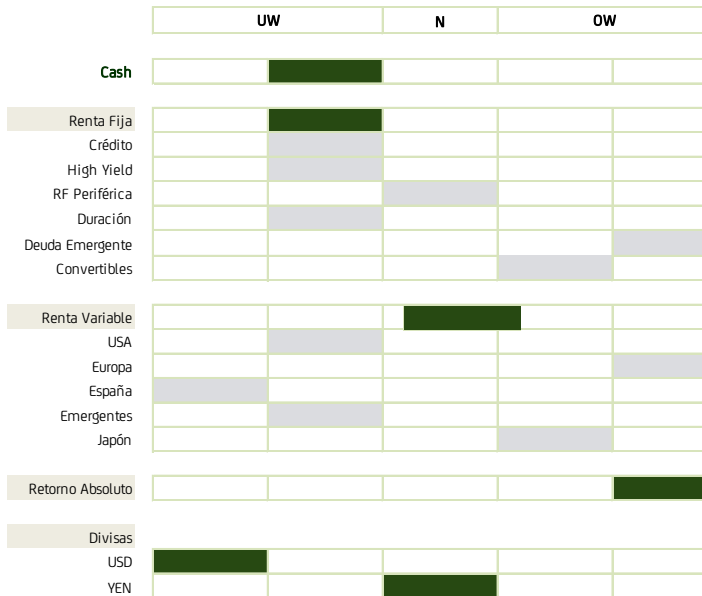 UW N OW
Cash
Renta Fija
Crédito
High Yield
RF Periférica
Duración
Deuda Emergente
Convertibles
Renta Variable
USA
Europa
España
Emergentes
Japón
Retorno Absoluto
Divisas
USD
YEN